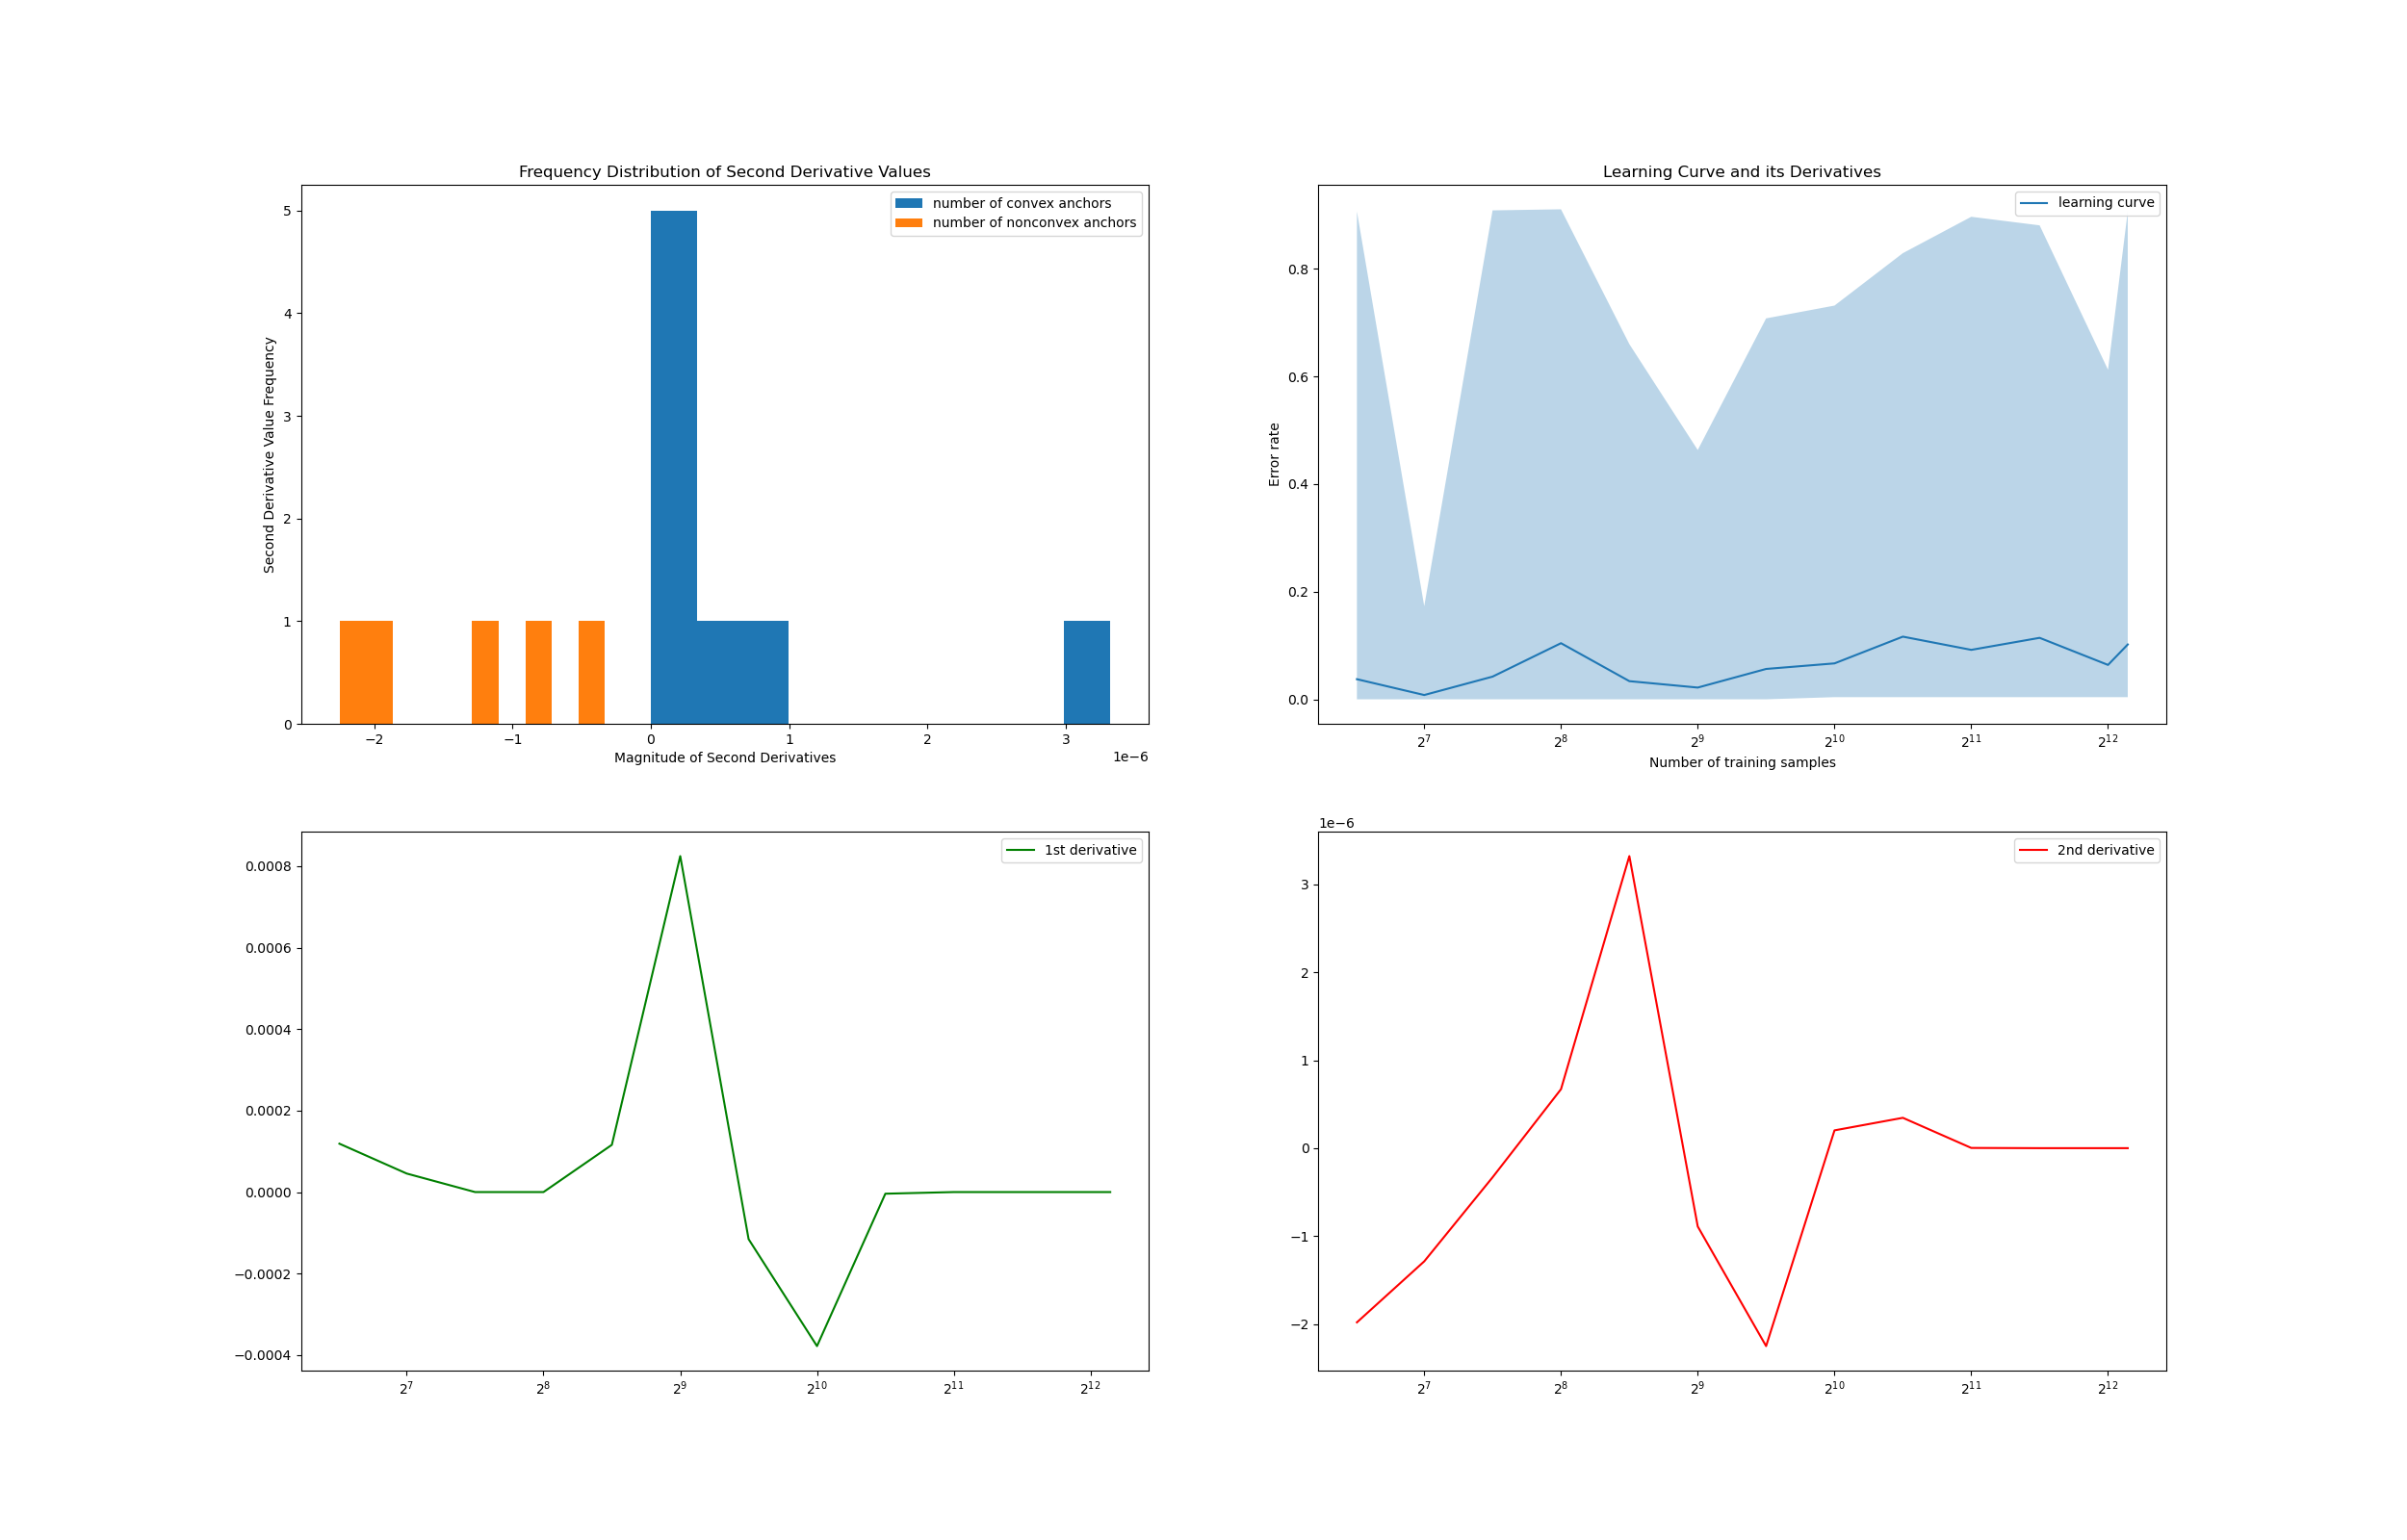 Frequency Distribution of Second Derivative Values
number of convex anchors
number of nonconvex anchors
Second Derivative Value Frequency
5
4
3
2
1
0
−2 −1 0 1 2 3
1e−6
Magnitude of Second Derivatives
Learning Curve and its Derivatives
learning curve
Error rate
0.8
0.6
0.4
0.2
0.0
2^7 2^8 2^9 2^10 2^11 2^12
Number of training samples
1st derivative
0.0008
0.0006
0.0004
0.0002
0.0000
−0.0002
−0.0004
2^7 2^8 2^9 2^10 2^11 2^12
1e−6
2nd derivative
3
2
1
0
−1
−2
2^7 2^8 2^9 2^10 2^11 2^12